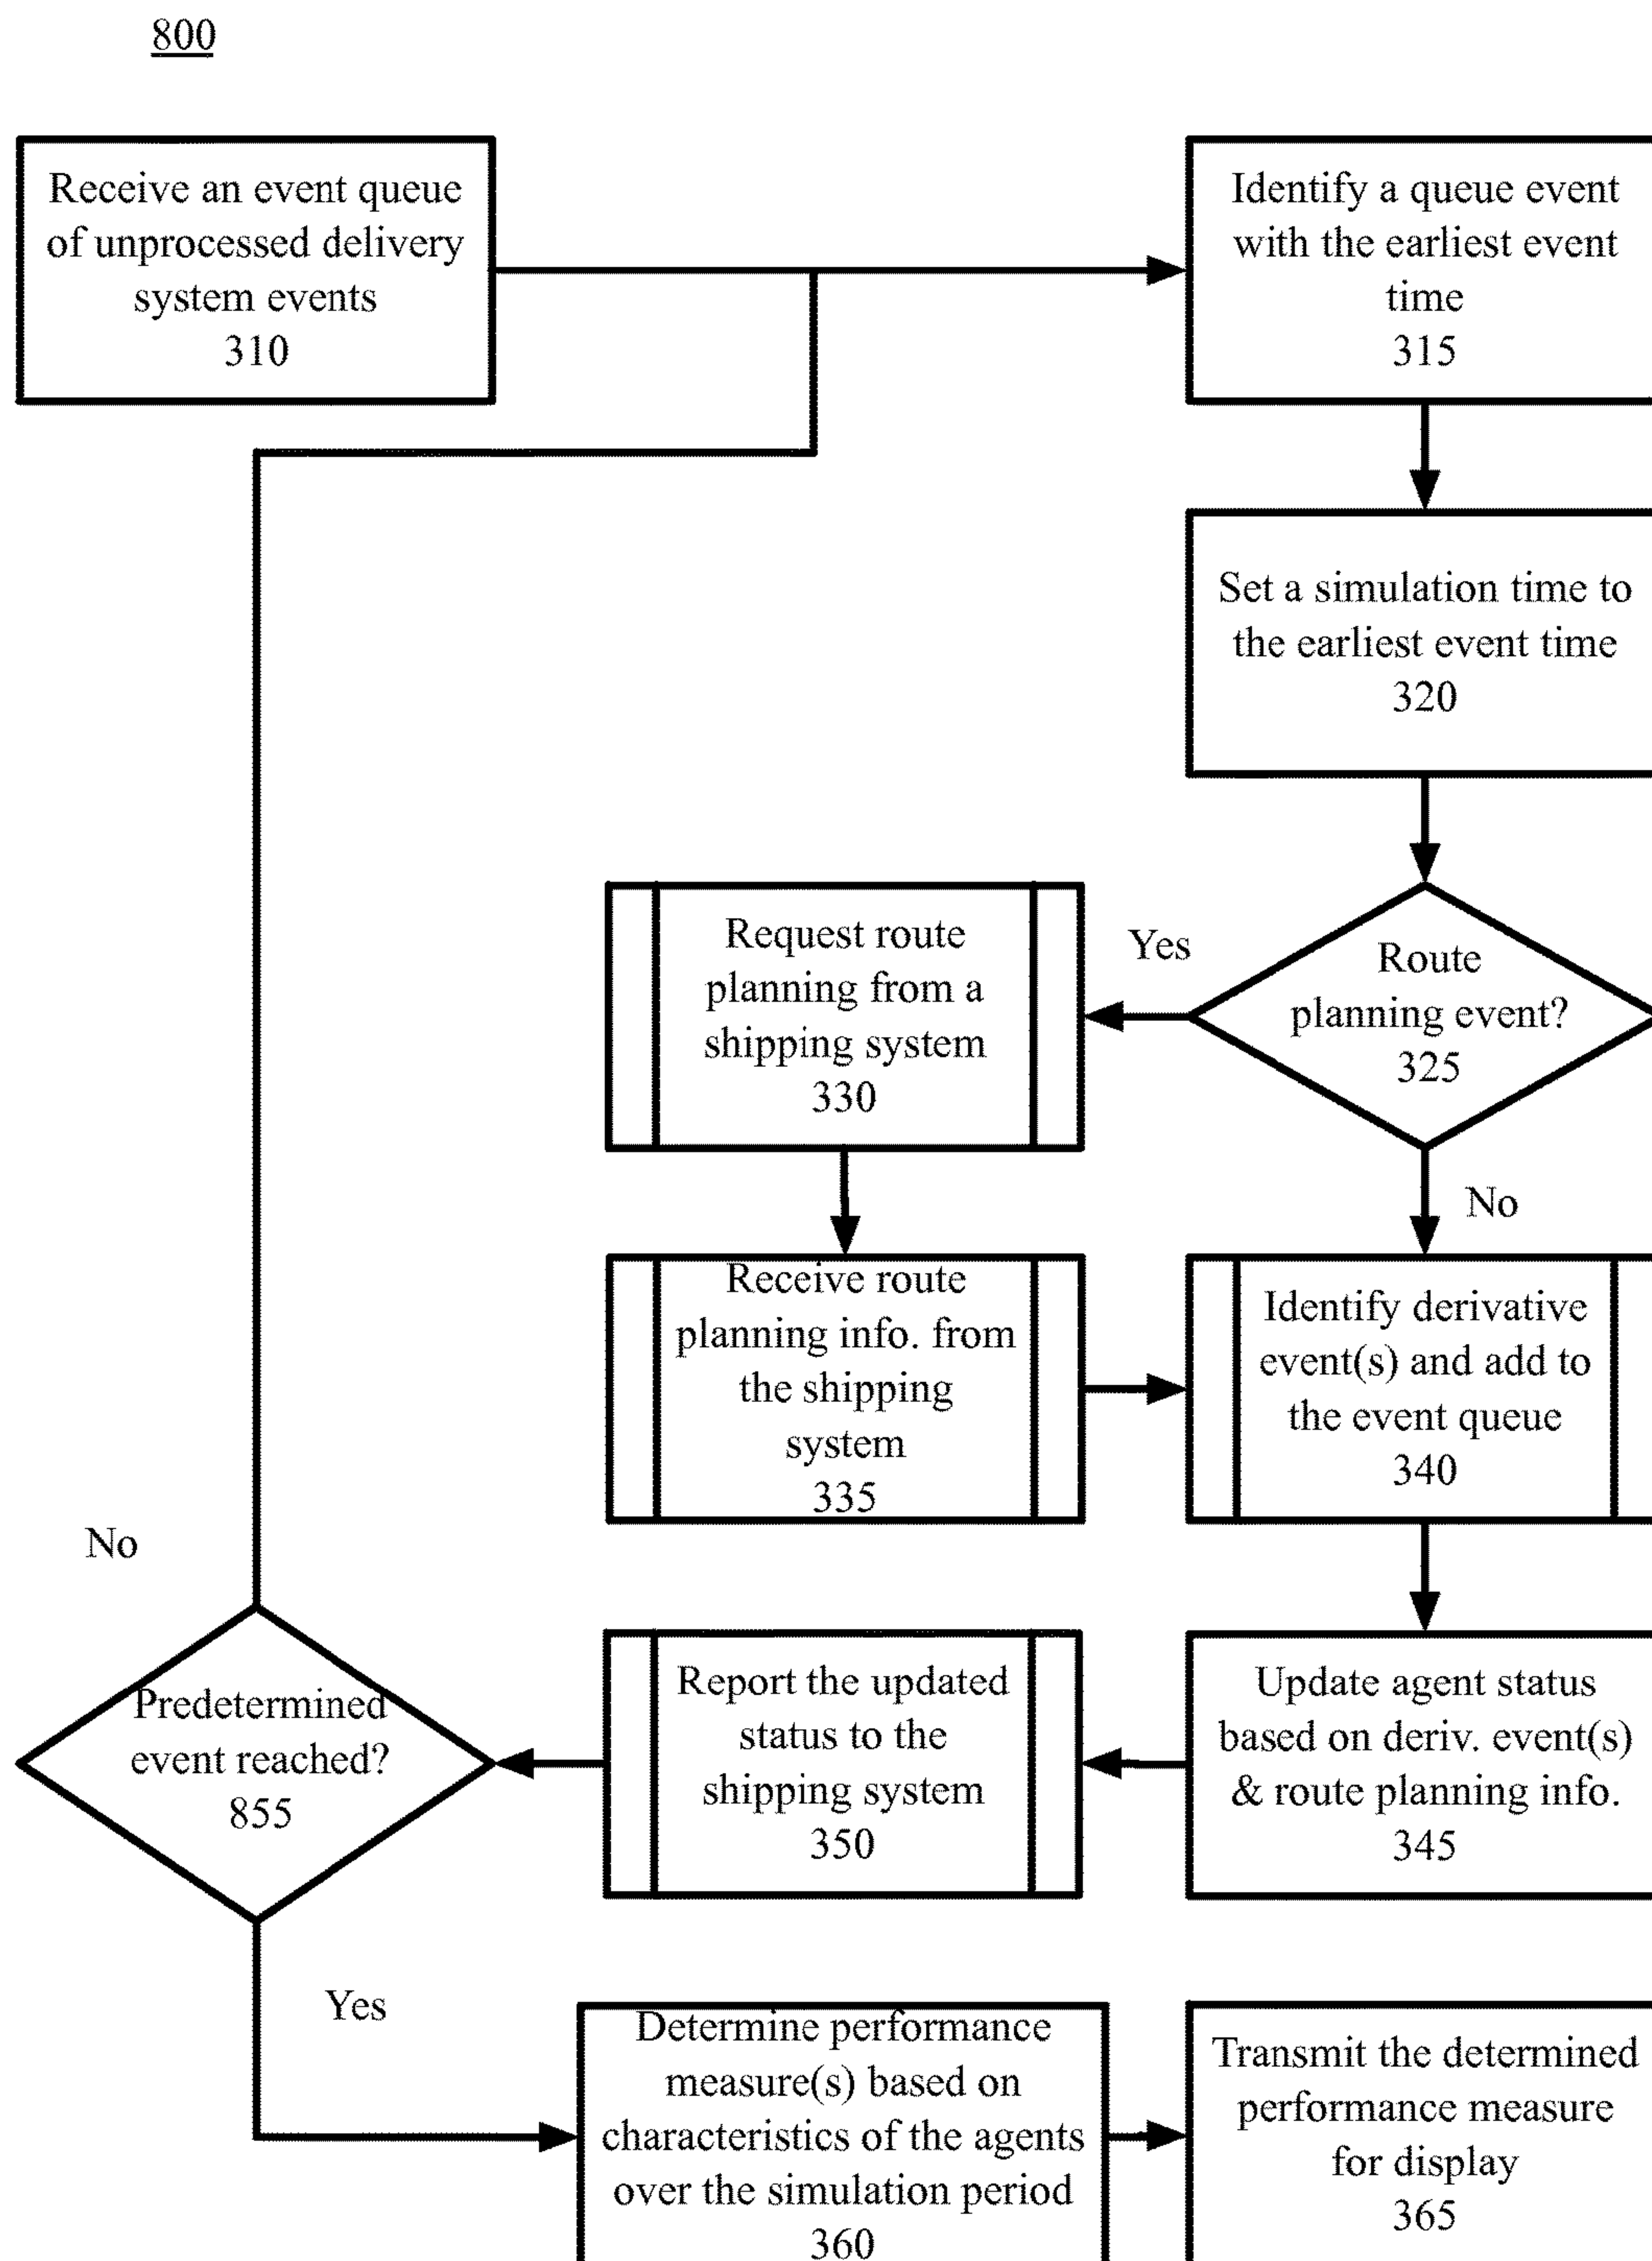 800
Receive an event queue
of unprocessed delivery
system events
310
Identify a queue event
with the earliest event
time
315
Set a simulation time to
the earliest event time
320
Route
planning event?
325
Yes
No
Request route
planning from a
shipping system
330
Receive route
planning info. from
the shipping
system
335
Identify derivative
event(s) and add to
the event queue
340
Update agent status
based on deriv. event(s)
& route planning info.
345
Report the updated
status to the
shipping system
350
No
Predetermined
event reached?
855
Yes
Determine performance
measure(s) based on
characteristics of the agents
over the simulation period
360
Transmit the determined
performance measure
for display
365